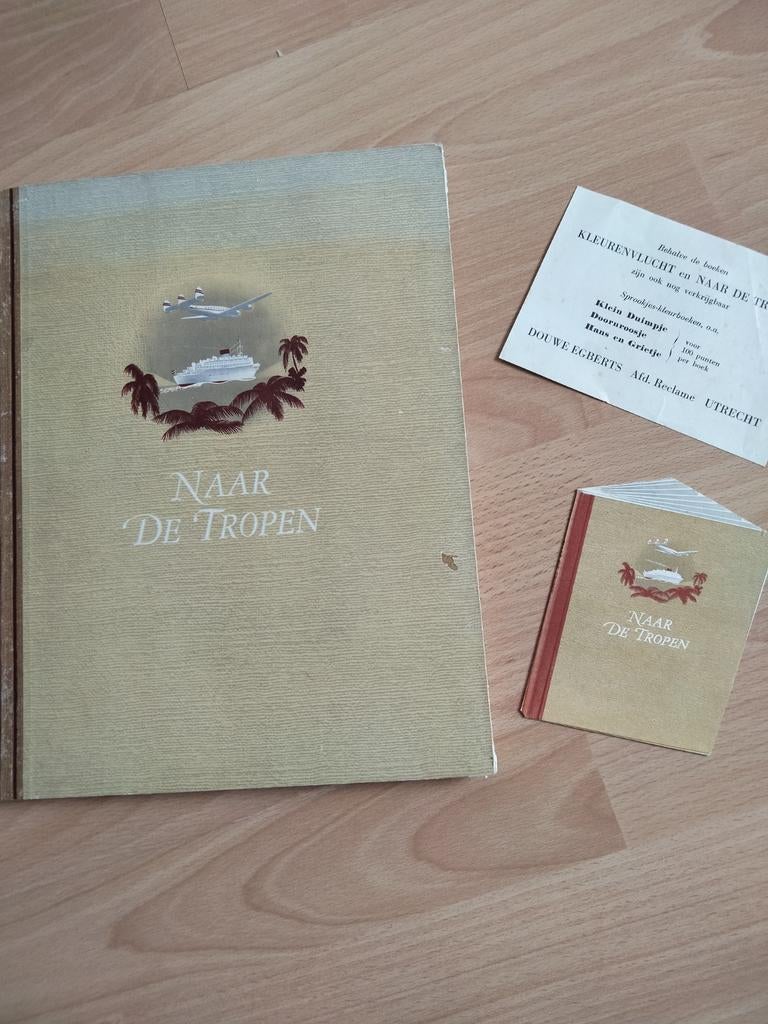 NAAR
DE TROPEN
Behalve de boeken
KLEURENVLUCHT en NAAR DE TR
zijn ook nog verkrijgbaar
Sprookjes-kleurboeken, o.a.
Klein Duimpje
Doornroosje
Hans en Grietje
voor
100 punten
per boek
DOUWE EGBERTS Afd. Reclame UTRECHT
NAAR
DE TROPEN